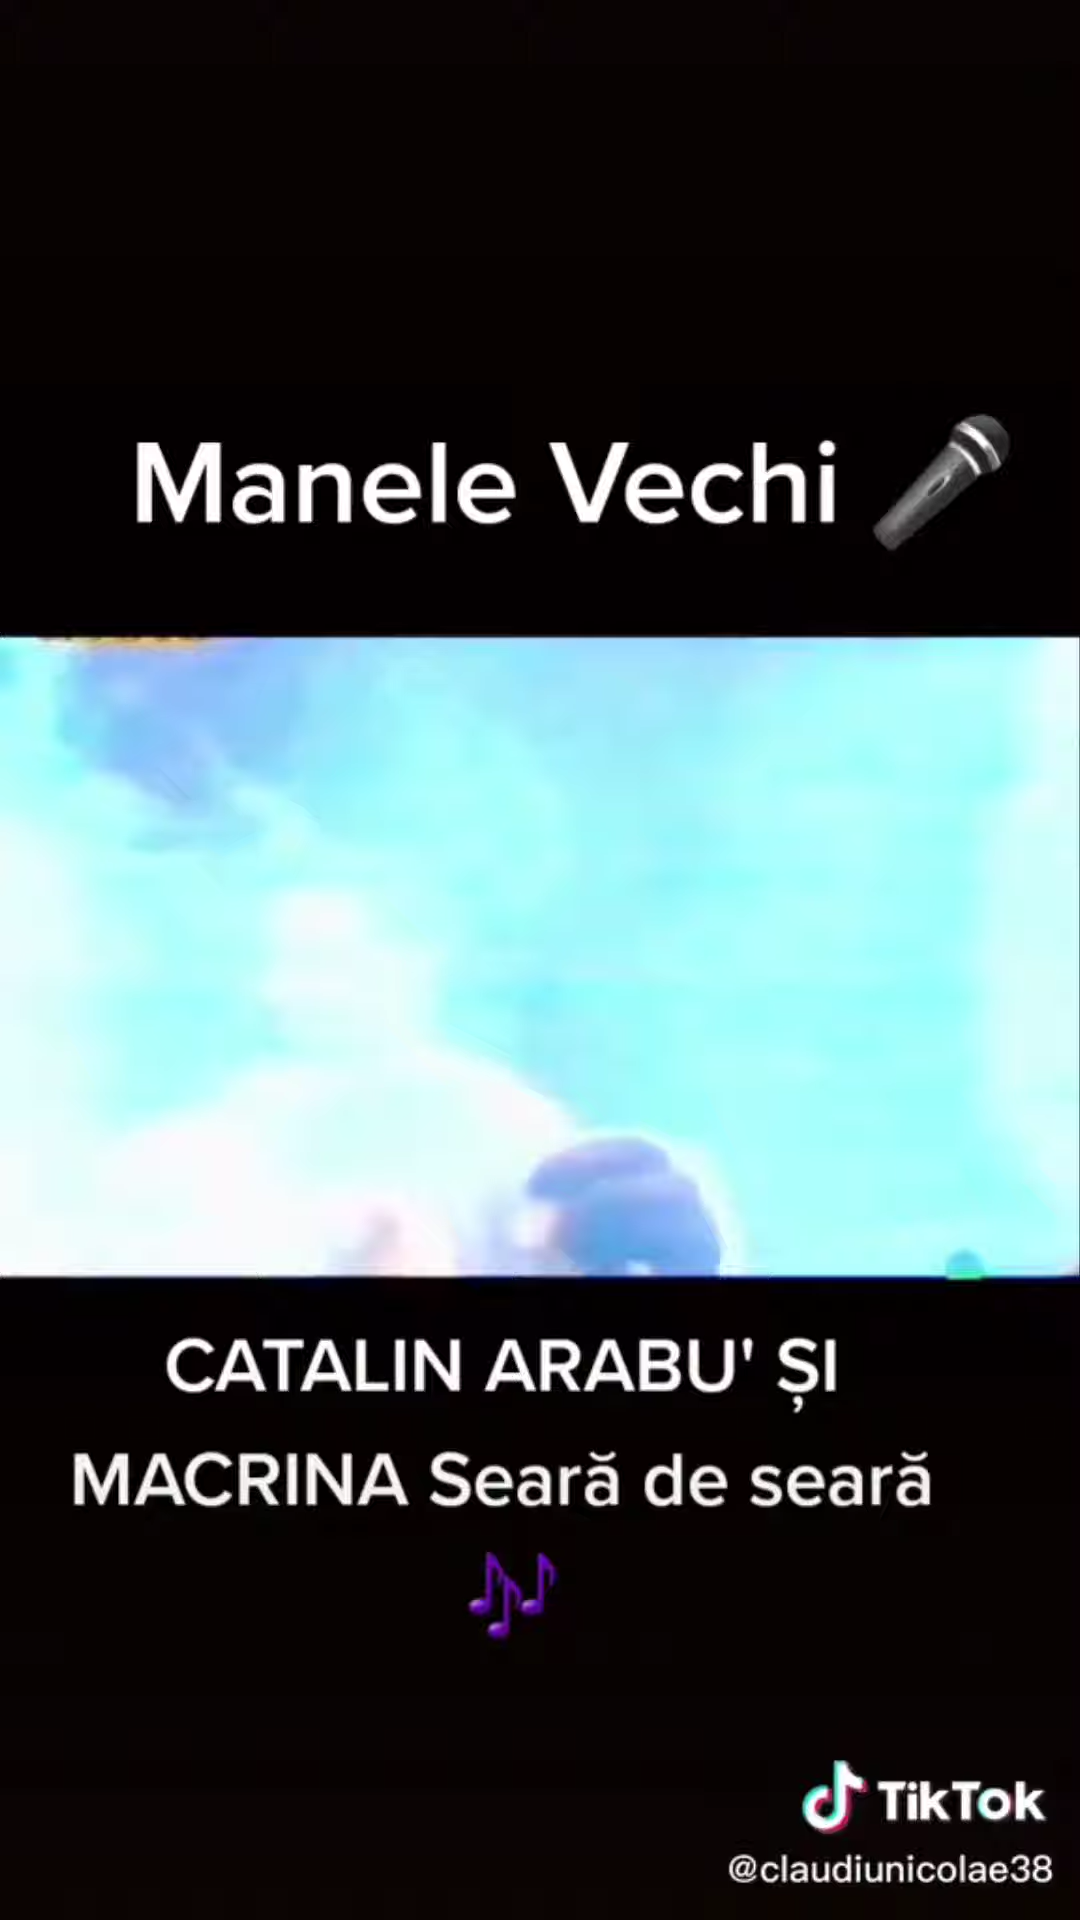 Manele Vechi 🎤
CATALIN ARABU' ȘI
MACRINA Seară de seară
🎶
TikTok
@claudiunicolae38